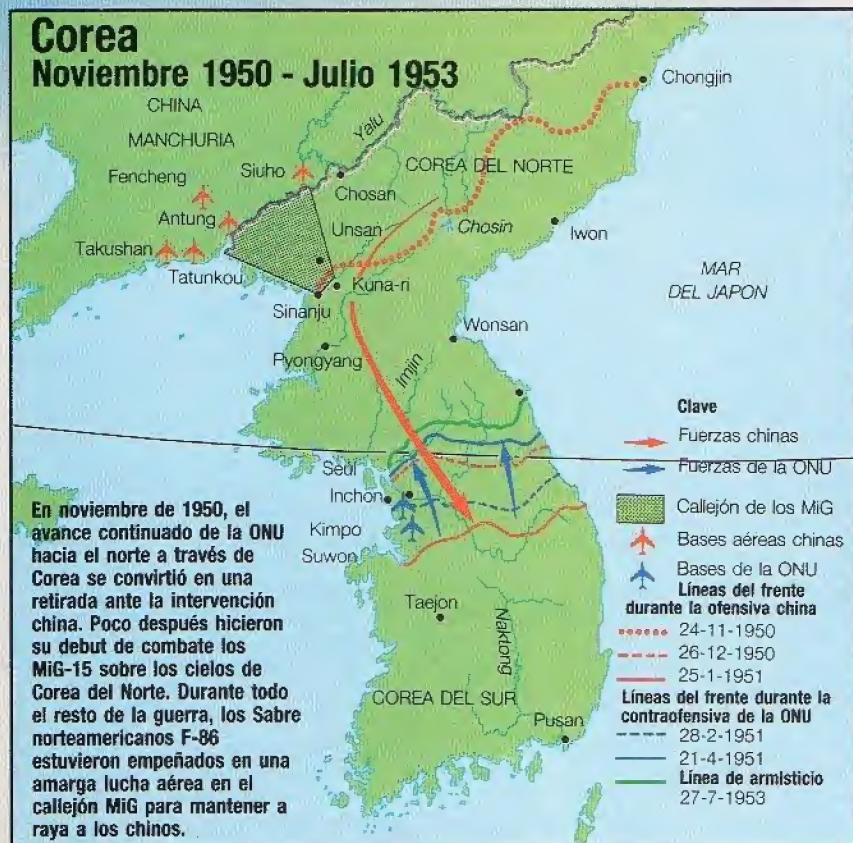 Corea
Noviembre 1950 - Julio 1953
CHINA
MANCHURIA
Fencheng
Siuho
Antung
Takushan
Tatunkou
Yalu
Chosan
Unsan
COREA DEL NORTE
Chongjin
Chosin
Iwon
Kuna-ri
Sinanju
Pyongyang
Wonsan
Imjin
MAR
DEL JAPON
Seul
Inchon
Kimpo
Suwon
Taejon
Naktong
COREA DEL SUR
Pusan
En noviembre de 1950, el
avance continuado de la ONU
hacia el norte a través de
Corea se convirtió en una
retirada ante la intervención
china. Poco después hicieron
su debut de combate los
MiG-15 sobre los cielos de
Corea del Norte. Durante todo
el resto de la guerra, los Sabre
norteamericanos F-86
estuvieron empeñados en una
amarga lucha aérea en el
callejón MiG para mantener a
raya a los chinos.
Clave
Fuerzas chinas
Fuerzas de la ONU
Callejón de los MiG
Bases aéreas chinas
Bases de la ONU
Líneas del frente
durante la ofensiva china
24-11-1950
26-12-1950
25-1-1951
Líneas del frente durante la
contraofensiva de la ONU
28-2-1951
21-4-1951
Línea de armisticio
27-7-1953